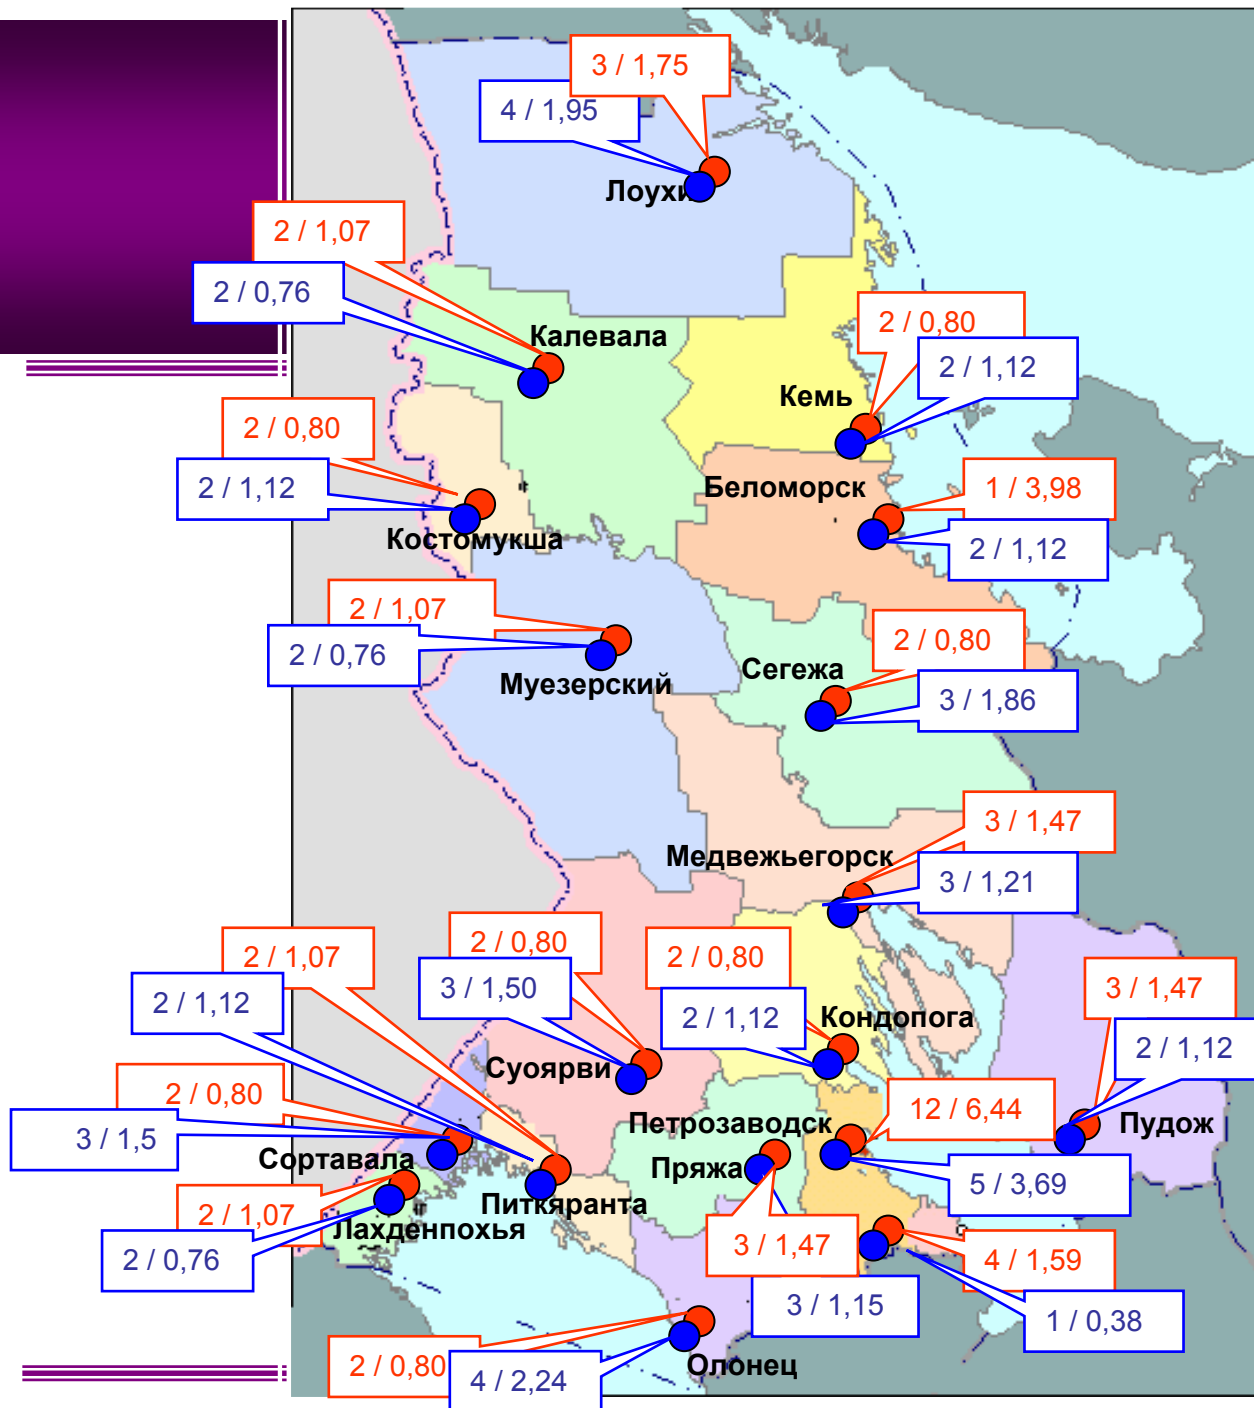 3 / 1,75
4 / 1,95
Лоухи
2 / 1,07
2 / 0,76
Калевала
2 / 0,80
2 / 1,12
Кемь
2 / 0,80
2 / 1,12
Костомукша
Беломорск
1 / 3,98
2 / 1,12
2 / 1,07
2 / 0,76
Муезерский
Сегежа
2 / 0,80
3 / 1,86
3 / 1,47
Медвежьегорск
3 / 1,21
2 / 1,07
2 / 1,12
2 / 0,80
3 / 1,50
Суоярви
2 / 0,80
2 / 1,12
Кондопога
3 / 1,47
2 / 1,12
Пудож
2 / 0,80
3 / 1,5
Сортавала
Петрозаводск
12 / 6,44
5 / 3,69
Пряжа
Питкяранта
2 / 1,07
Лахденпохья
2 / 0,76
3 / 1,47
3 / 1,15
4 / 1,59
1 / 0,38
2 / 0,80
4 / 2,24
Олонец